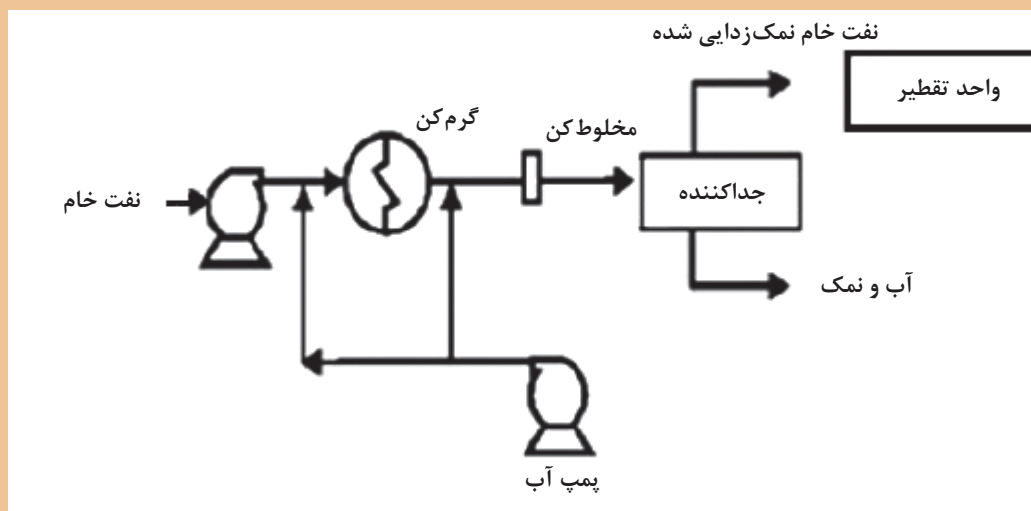 نفت خام نمک‌زدایی شده
واحد تقطیر
گرم‌کن
مخلوط‌کن
جداکننده
نفت خام
آب و نمک
پمپ آب